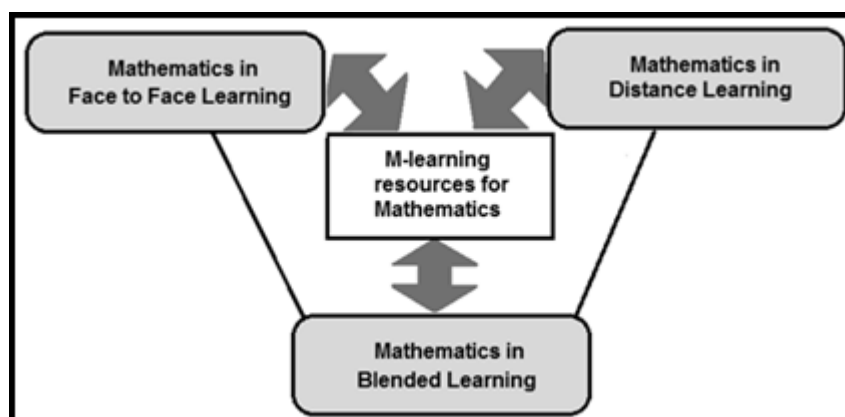 Mathematics in
Face to Face Learning
Mathematics in
Distance Learning
M-learning
resources for
Mathematics
Mathematics in
Blended Learning